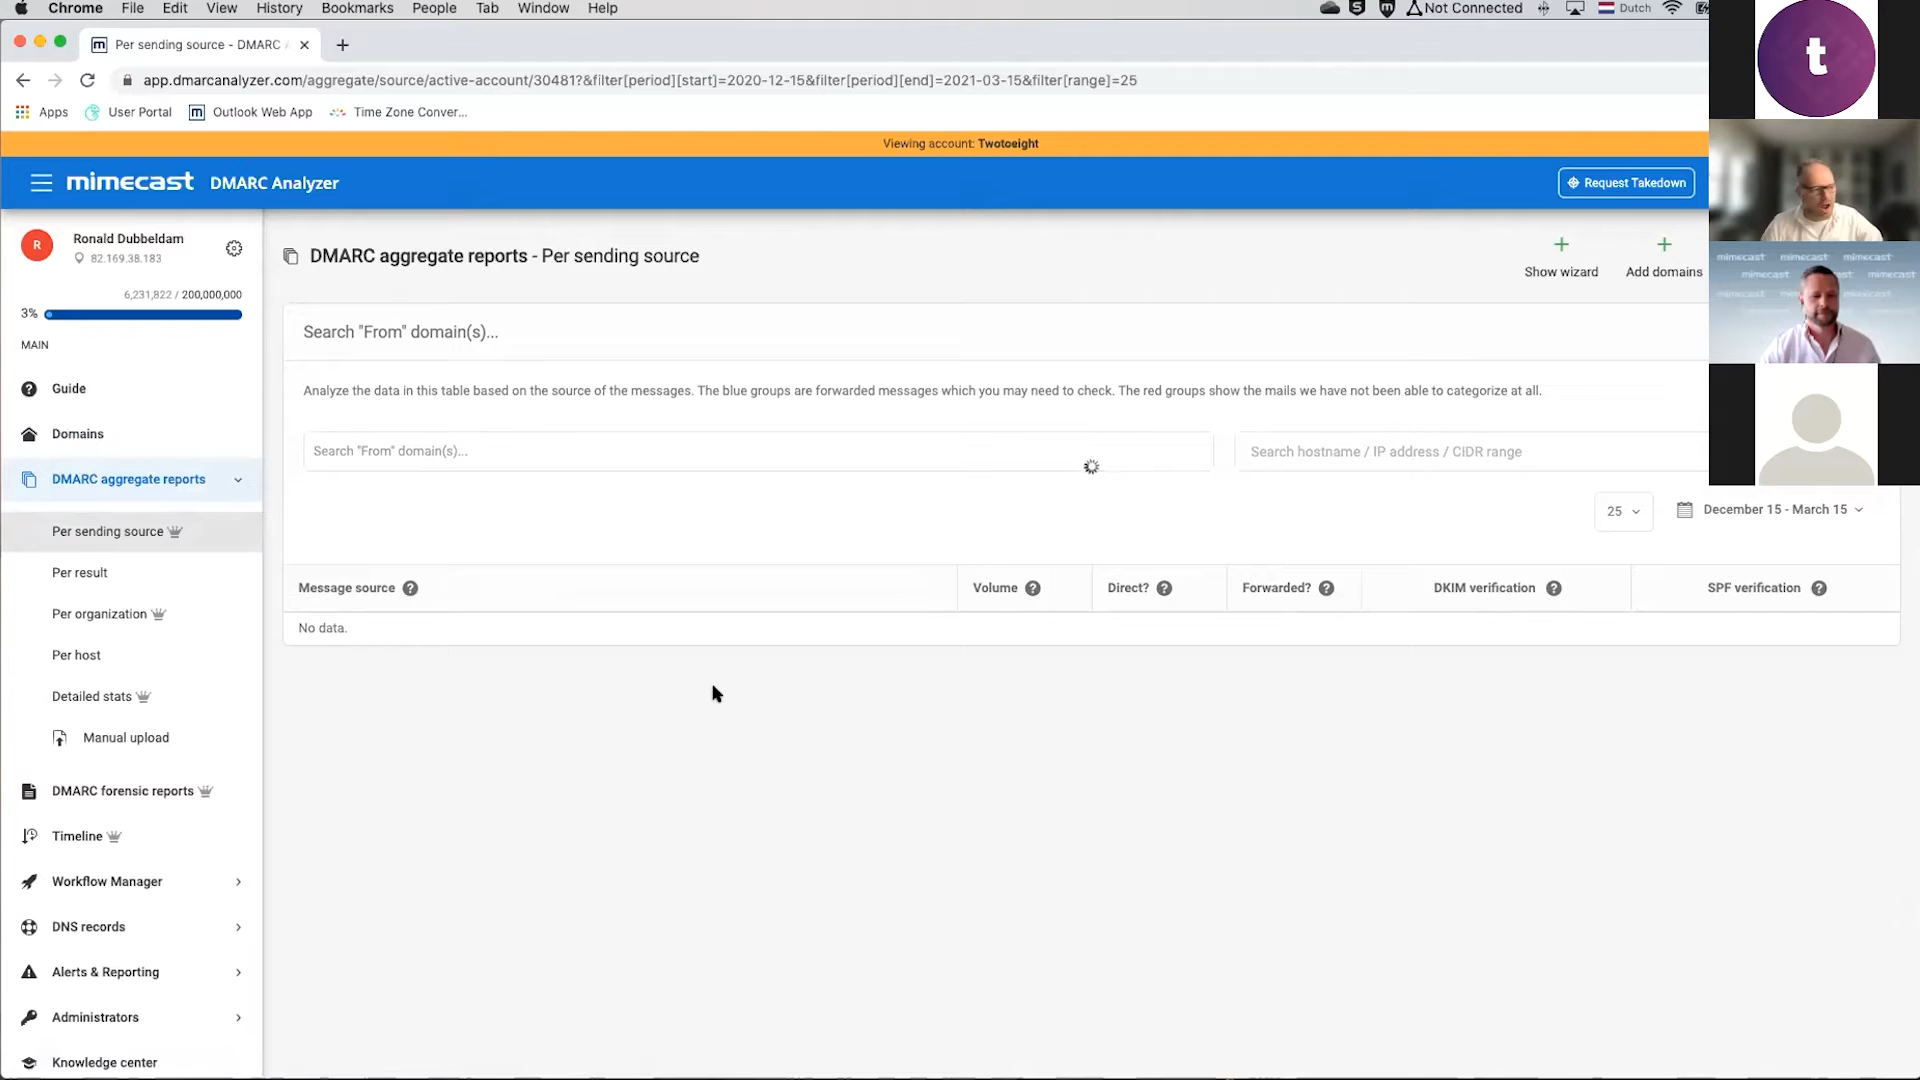 Chrome File Edit View History Bookmarks People Tab Window Help Not Connected Dutch
Per sending source - DMARC
app.dmarcanalyzer.com/aggregate/source/active-account/30481?&filter[period][start]=2020-12-15&filter[period][end]=2021-03-15&filter[range]=25
Apps User Portal Outlook Web App Time Zone Conver...
Viewing account: Twotoeight
mimecast DMARC Analyzer Request Takedown
R Ronald Dubbeldam
82.169.38.183
6,231,822 / 200,000,000
3%
MAIN
Guide
Domains
DMARC aggregate reports
Per sending source
Per result
Per organization
Per host
Detailed stats
Manual upload
DMARC forensic reports
Timeline
Workflow Manager
DNS records
Alerts & Reporting
Administrators
Knowledge center
DMARC aggregate reports - Per sending source
Show wizard
Add domains
Search "From" domain(s)...
Analyze the data in this table based on the source of the messages. The blue groups are forwarded messages which you may need to check. The red groups show the mails we have not been able to categorize at all.
Search "From" domain(s)... Search hostname / IP address / CIDR range
25 December 15 - March 15
Message source Volume Direct? Forwarded? DKIM verification SPF verification
No data.
t
mimecast mimecast mimecast
mimecast mimecast